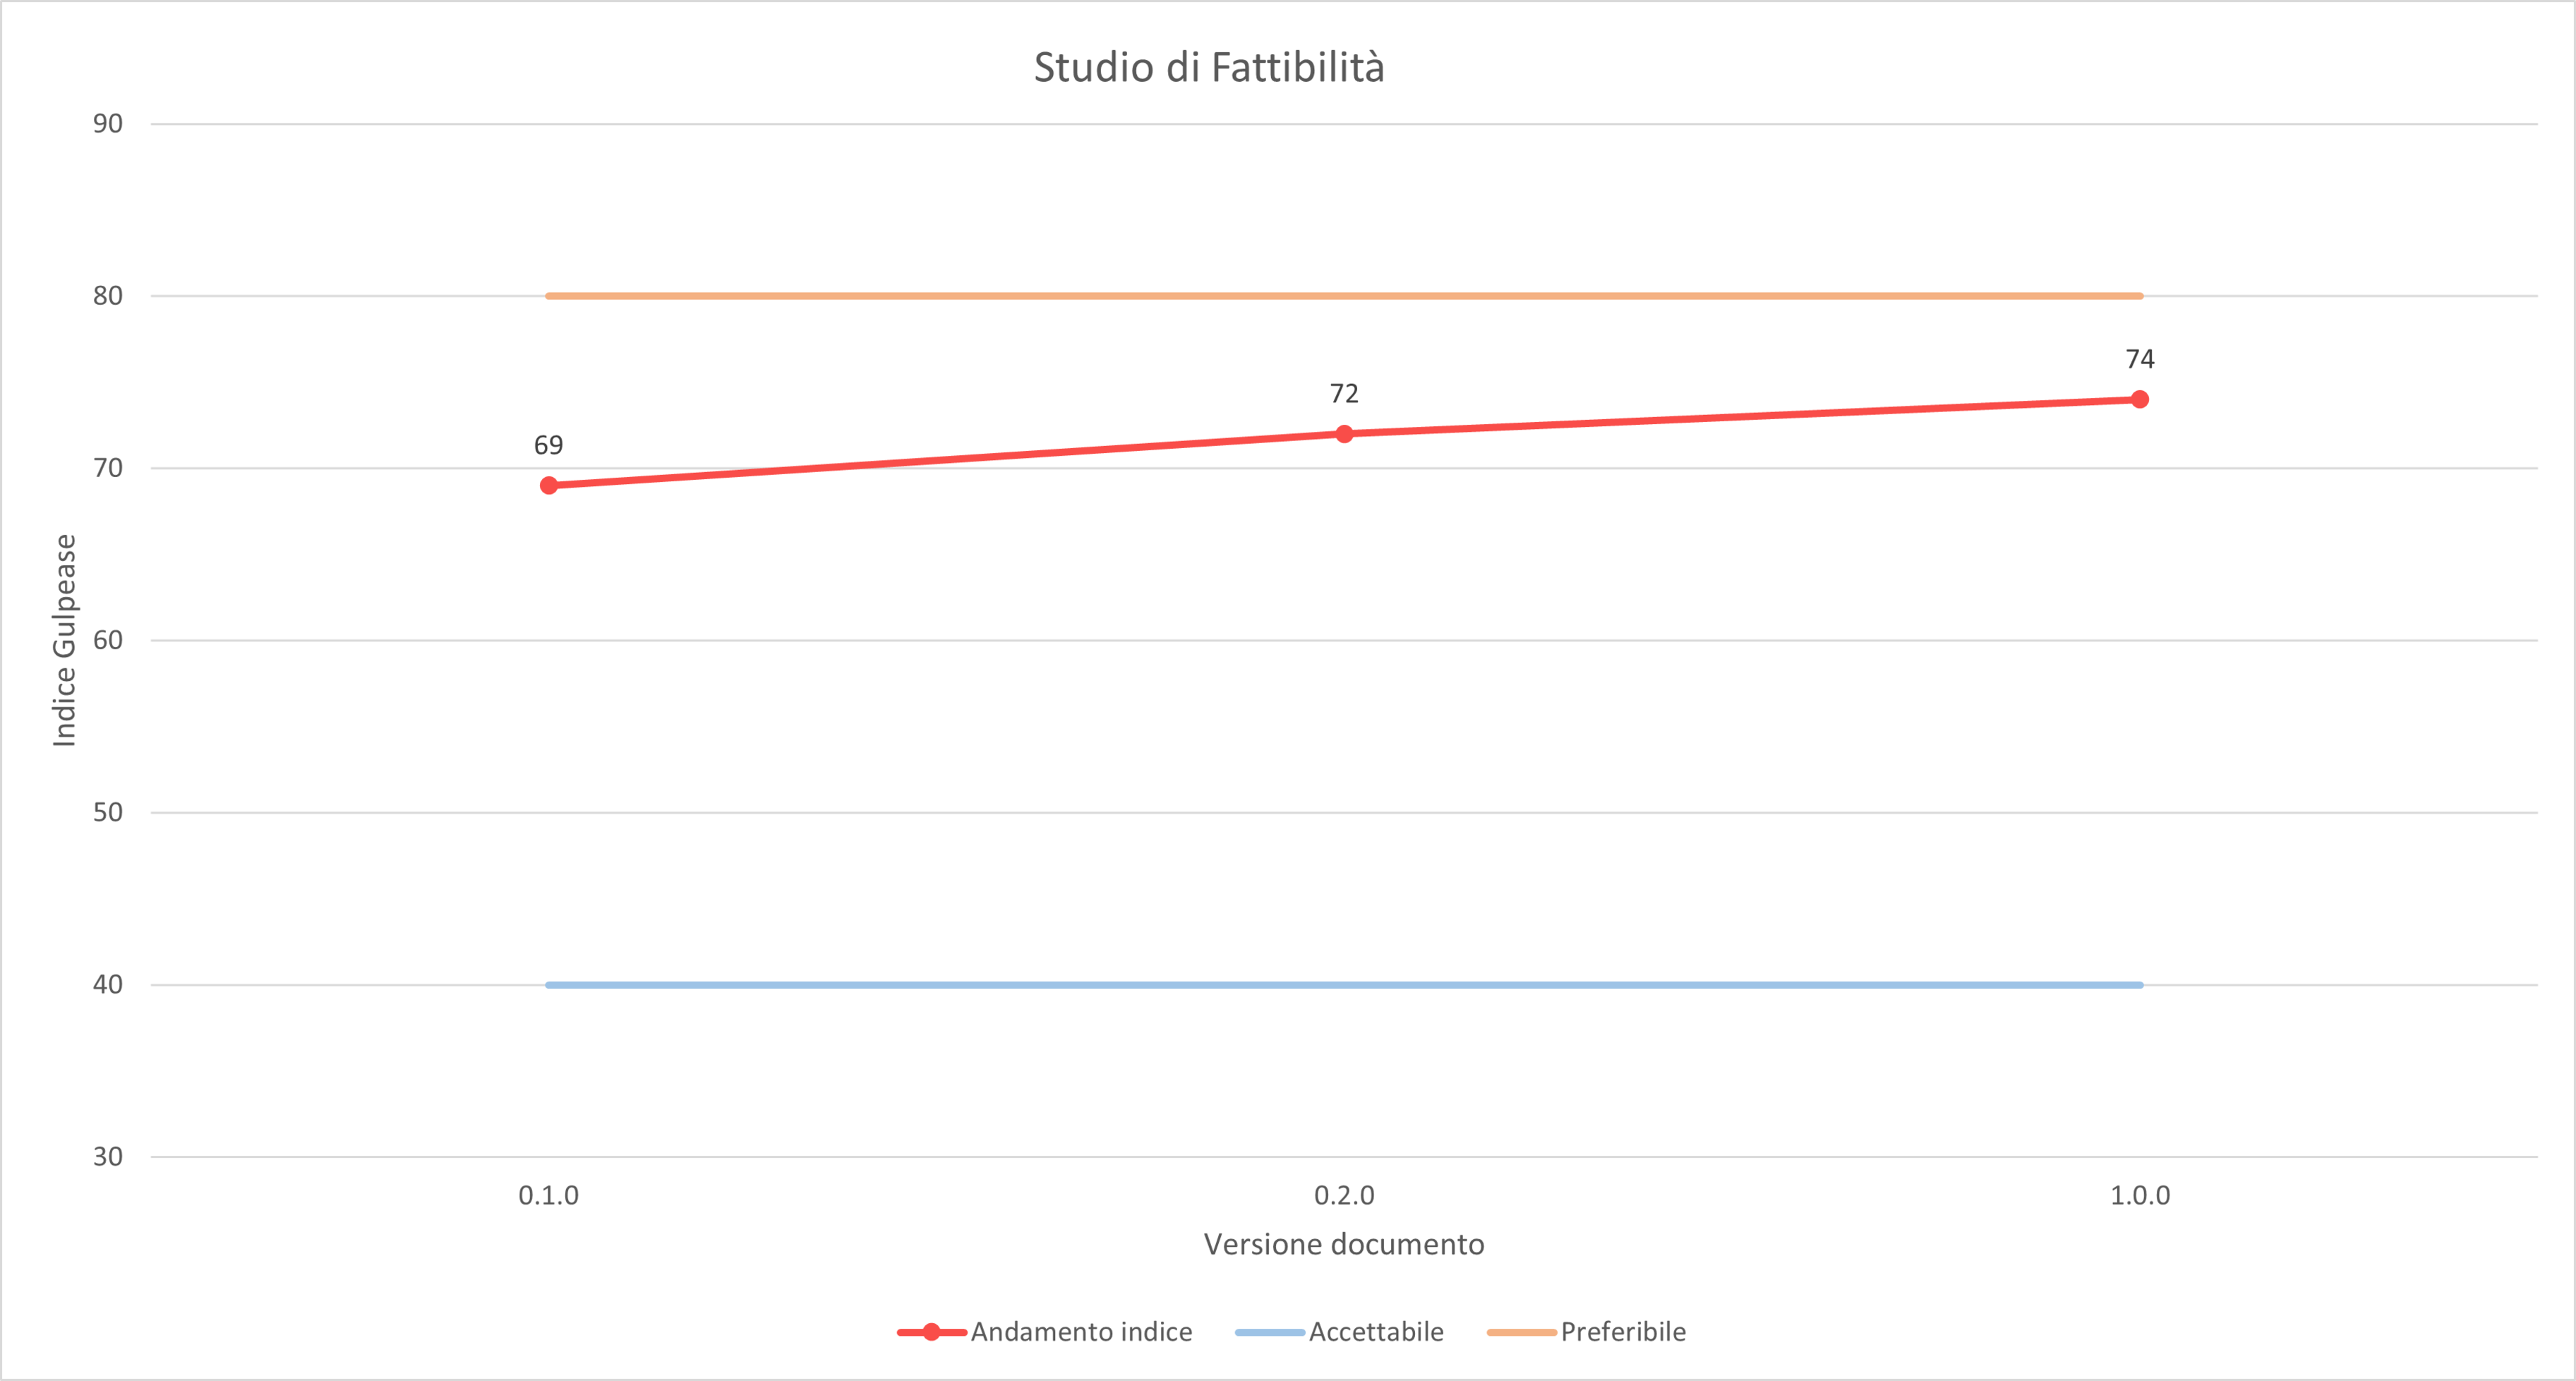 Studio di Fattibilità
90
80
70
60
50
40
30
Indice Gulpease
69
72
74
0.1.0
0.2.0
1.0.0
Versione documento
Andamento indice
Accettabile
Preferibile